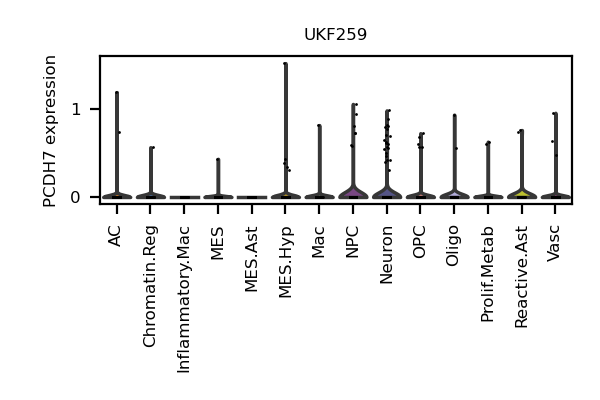 UKF259
PCDH7 expression
1
0
AC
Chromatin.Reg
Inflammatory.Mac
MES
MES.Ast
MES.Hyp
Mac
NPC
Neuron
OPC
Oligo
Prolif.Metab
Reactive.Ast
Vasc